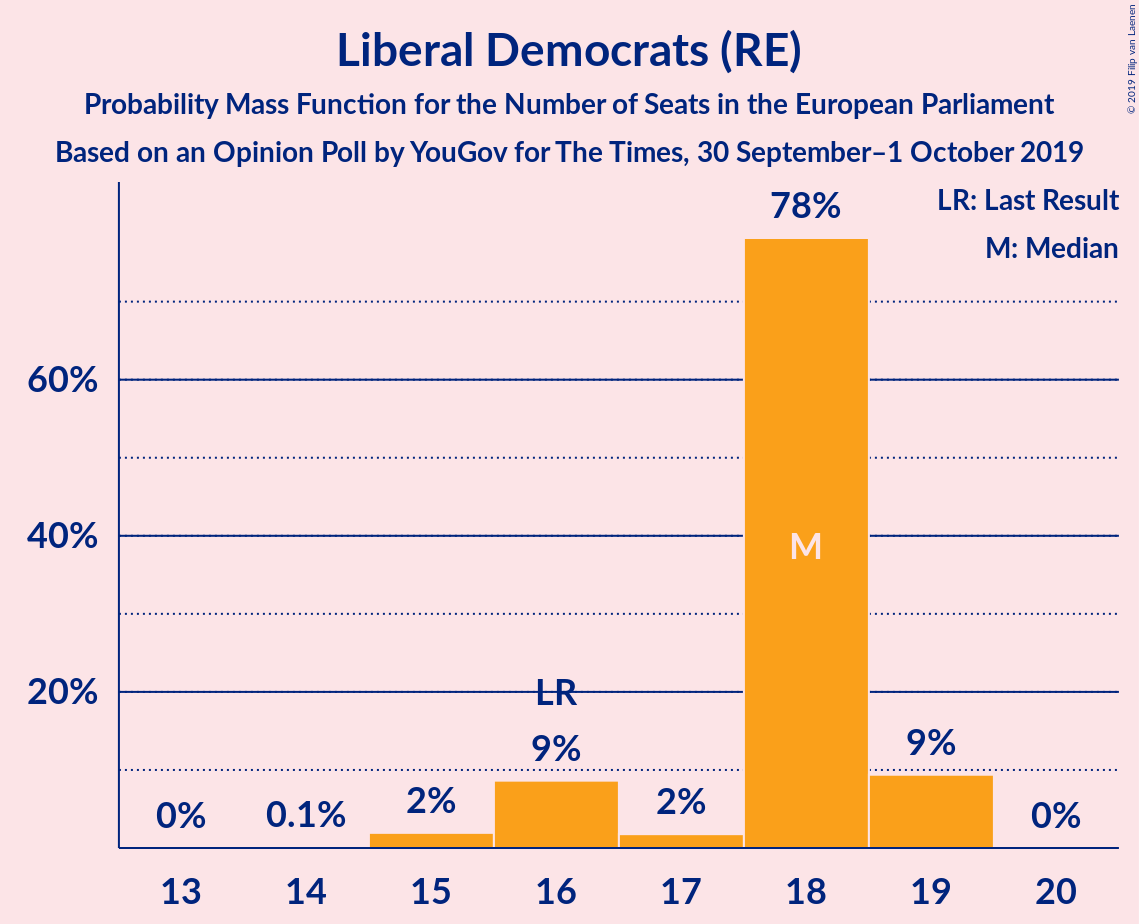 Liberal Democrats (RE)
Probability Mass Function for the Number of Seats in the European Parliament
Based on an Opinion Poll by YouGov for The Times, 30 September–1 October 2019
© 2019 Filip van Laenen
LR: Last Result
M: Median
78%
60%
40%
20%
M
LR
0%
0.1%
2%
9%
2%
9%
0%
13 14 15 16 17 18 19 20